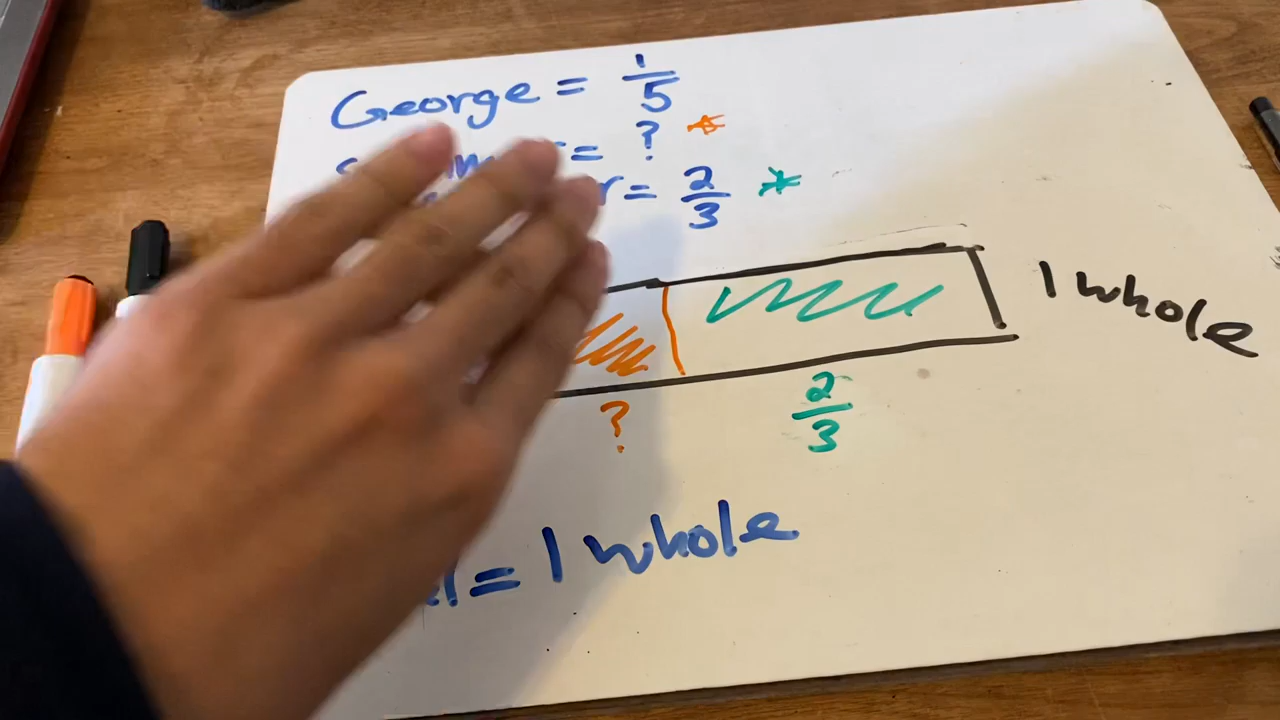 George = 1/5
= ?
= 2/3
1 whole
?
2/3
= 1 whole